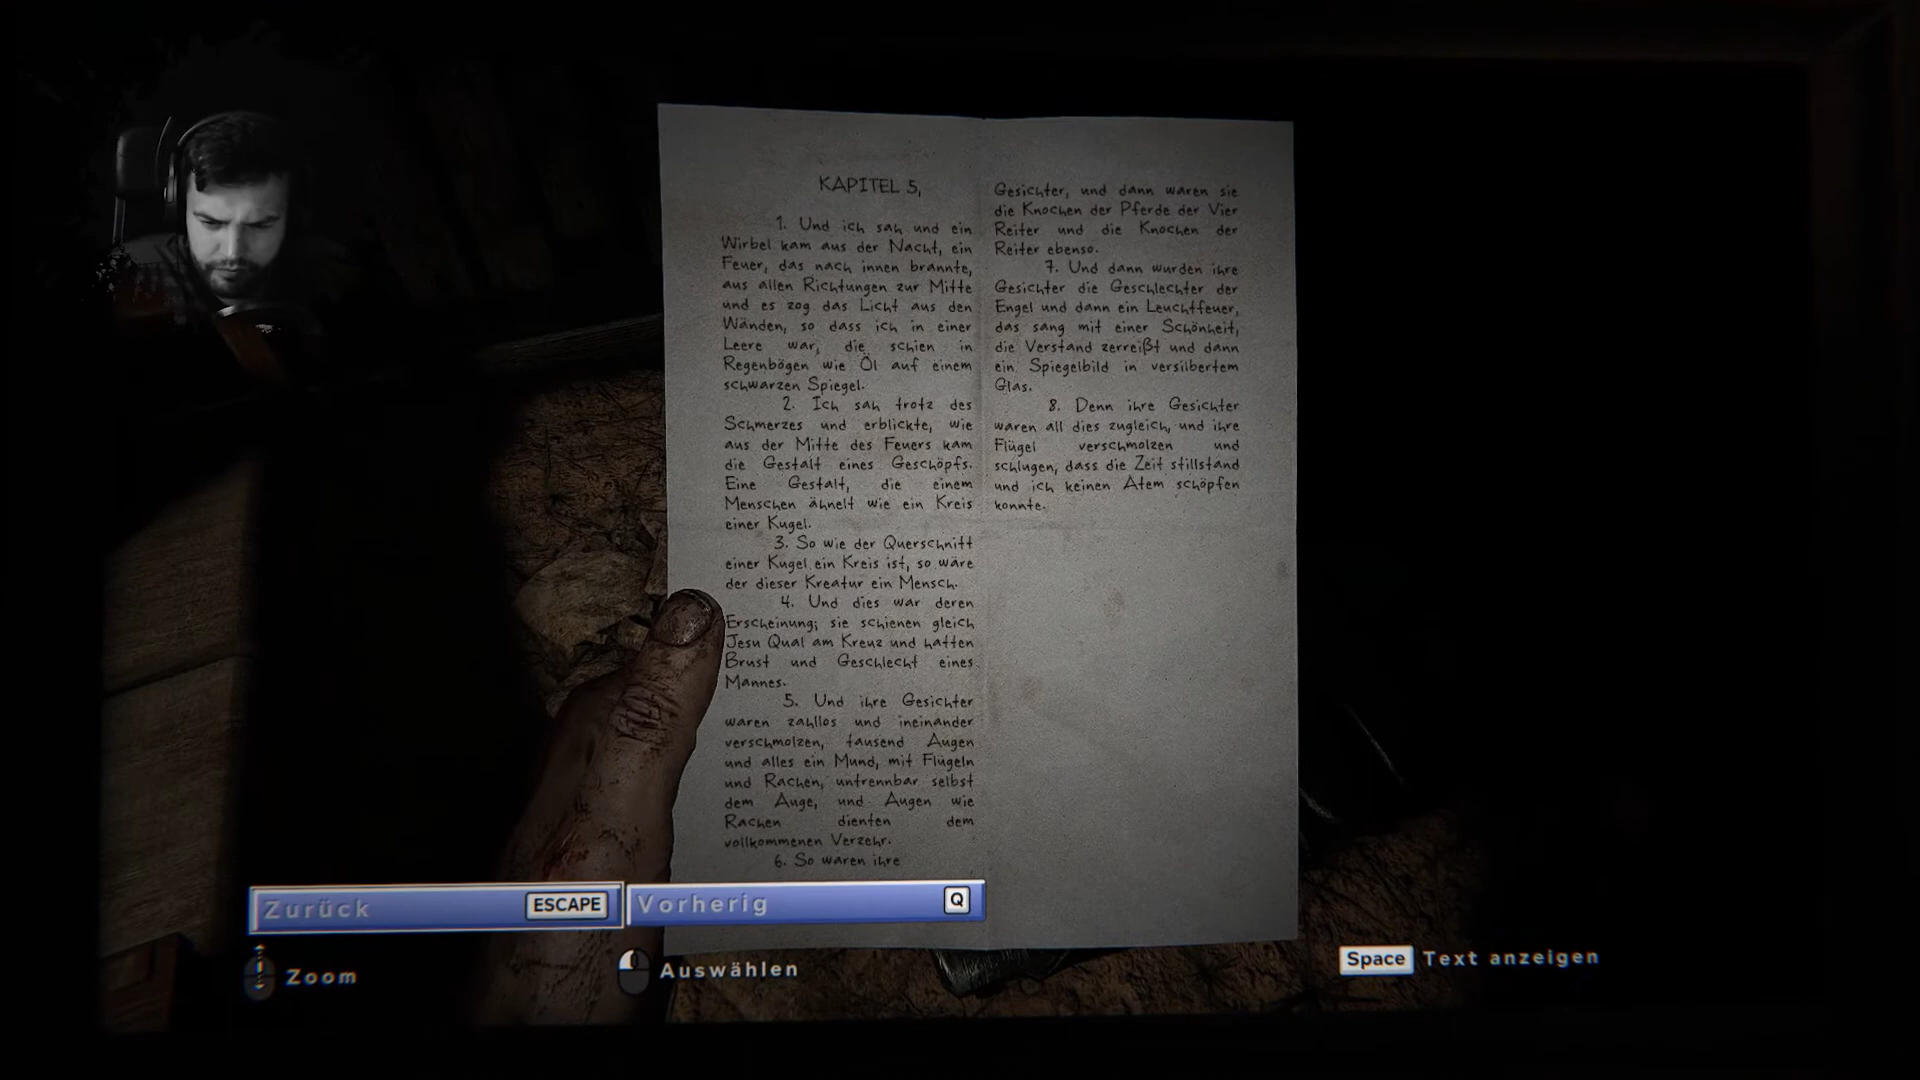 KAPITEL 5,
1. Und ich sah und ein
Wirbel kam aus der Nacht, ein
Feuer, das nach innen brannte,
aus allen Richtungen zur Mitte
und es zog das Licht aus den
Wänden, so dass ich in einer
Leere war, die schien in
Regenbögen wie Öl auf einem
schwarzen Spiegel.
2. Ich sah trotz des
Schmerzes und erblickte, wie
aus der Mitte des Feuers kam
die Gestalt eines Geschöpfs.
Eine Gestalt, die einem
Menschen ähnelt wie ein Kreis
einer Kugel.
3. So wie der Querschnitt
einer Kugel ein Kreis ist, so wäre
der dieser Kreatur ein Mensch.
4. Und dies war deren
Erscheinung; sie schienen gleich
Jesu Qual am Kreuz und hatten
Brust und Geschlecht eines
Mannes.
5. Und ihre Gesichter
waren zahllos und ineinander
verschmolzen, tausend Augen
und alles ein Mund, mit Flügeln
und Rachen, untrennbar selbst
dem Auge, und Augen wie
Rachen dienten dem
vollkommenen Verzehr.
6. So waren ihre
Gesichter, und dann waren sie
die Knochen der Pferde der Vier
Reiter und die Knochen der
Reiter ebenso.
7. Und dann wurden ihre
Gesichter die Geschlechter der
Engel und dann ein Leuchtfeuer,
das sang mit einer Schönheit,
die Verstand zerreißt und dann
ein Spiegelbild in versilbertem
Glas.
8. Denn ihre Gesichter
waren all dies zugleich, und ihre
Flügel verschmolzen und
schlugen, dass die Zeit stillstand
und ich keinen Atem schöpfen
konnte.
Zurück ESCAPE Vorherig Q
Zoom Auswählen Space Text anzeigen